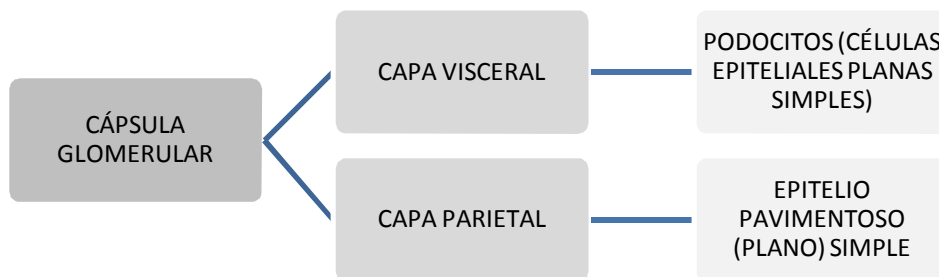 CÁPSULA
GLOMERULAR
CAPA VISCERAL
PODOCITOS (CÉLULAS
EPITELIALES PLANAS
SIMPLES)
CAPA PARIETAL
EPITELIO
PAVIMENTOSO
(PLANO) SIMPLE